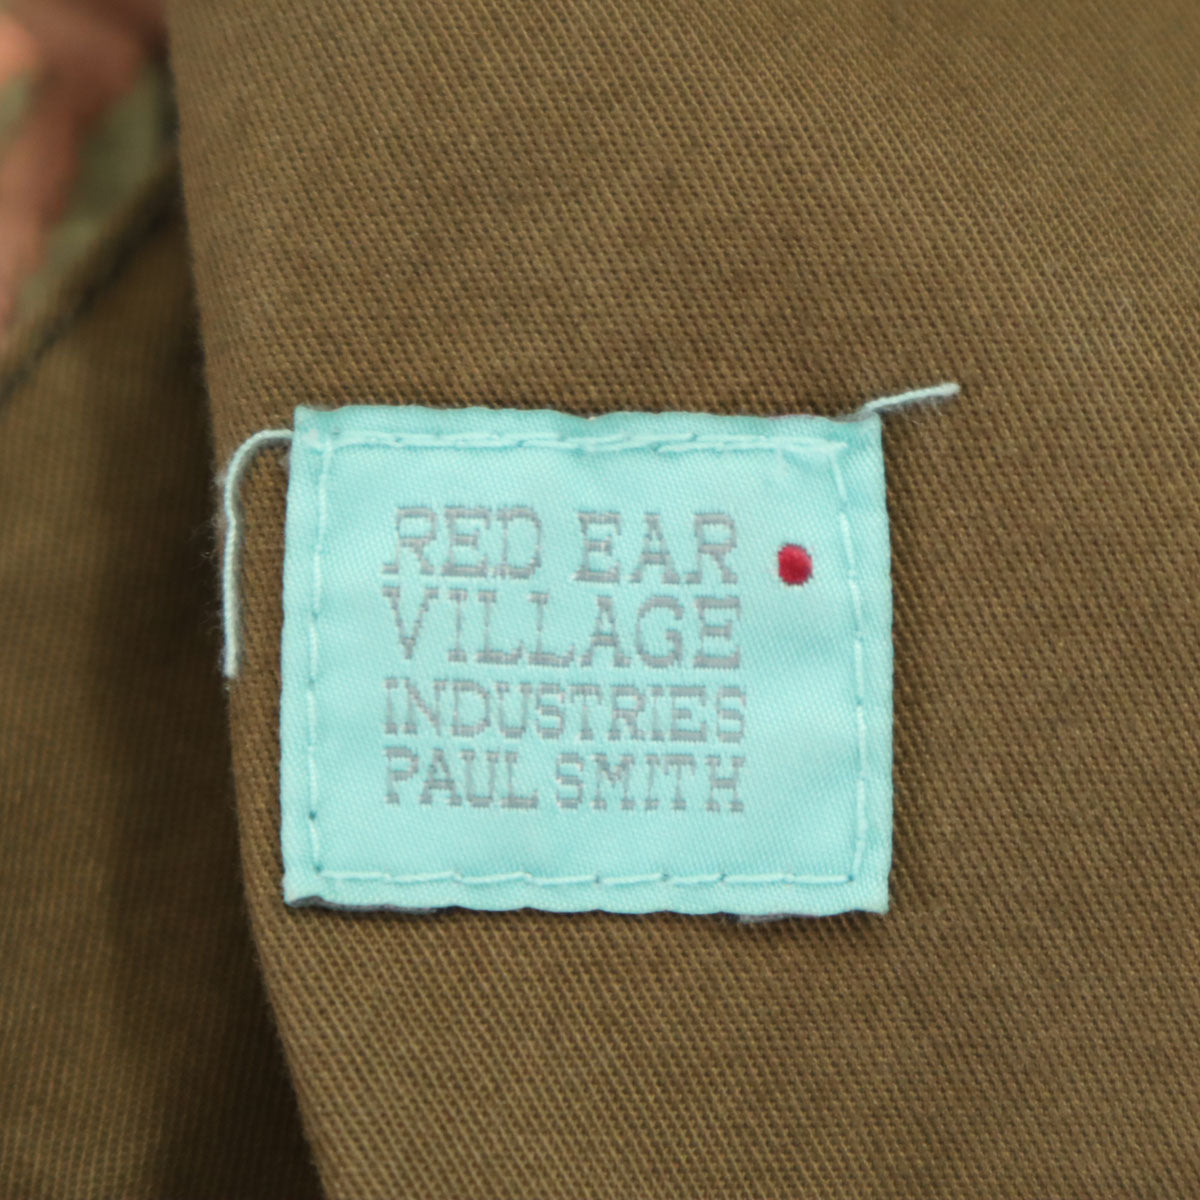 RED EAR
VILLAGE
INDUSTRIES
PAUL SMITH